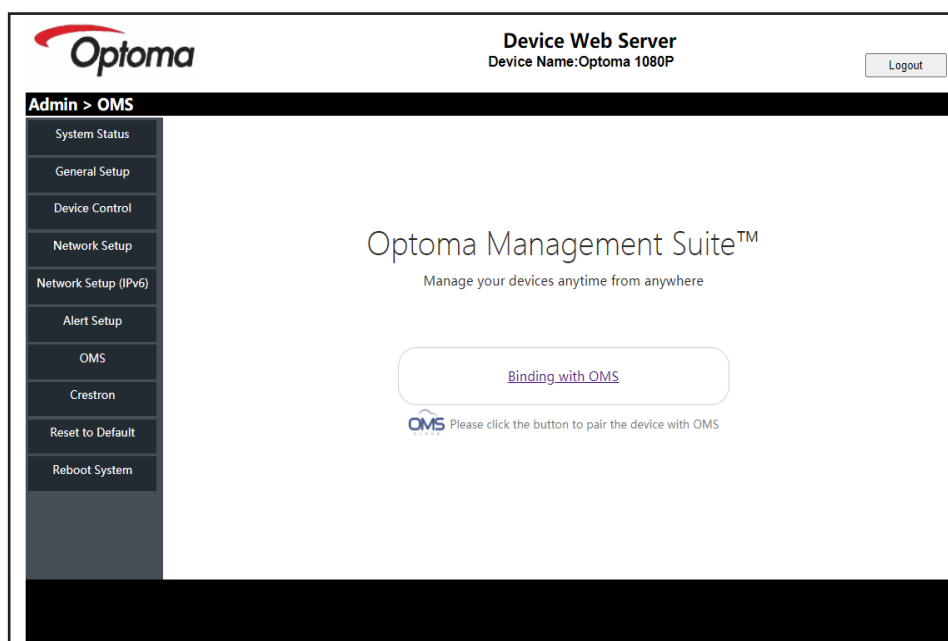 Optoma
Device Web Server
Device Name:Optoma 1080P
Logout
Admin > OMS
System Status
General Setup
Device Control
Network Setup
Network Setup (IPv6)
Alert Setup
OMS
Crestron
Reset to Default
Reboot System
Optoma Management Suite™
Manage your devices anytime from anywhere
Binding with OMS
OMS CLOUD Please click the button to pair the device with OMS